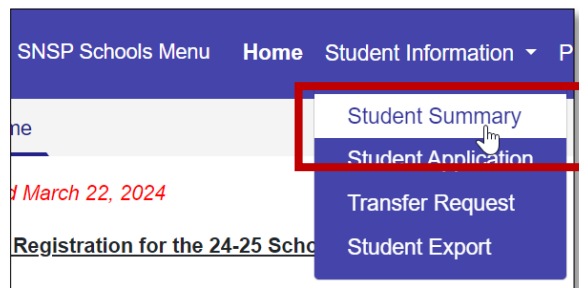 SNSP Schools Menu Home Student Information P
me
Student Summary
Student Application
d March 22, 2024
Transfer Request
Registration for the 24-25 Scho
Student Export